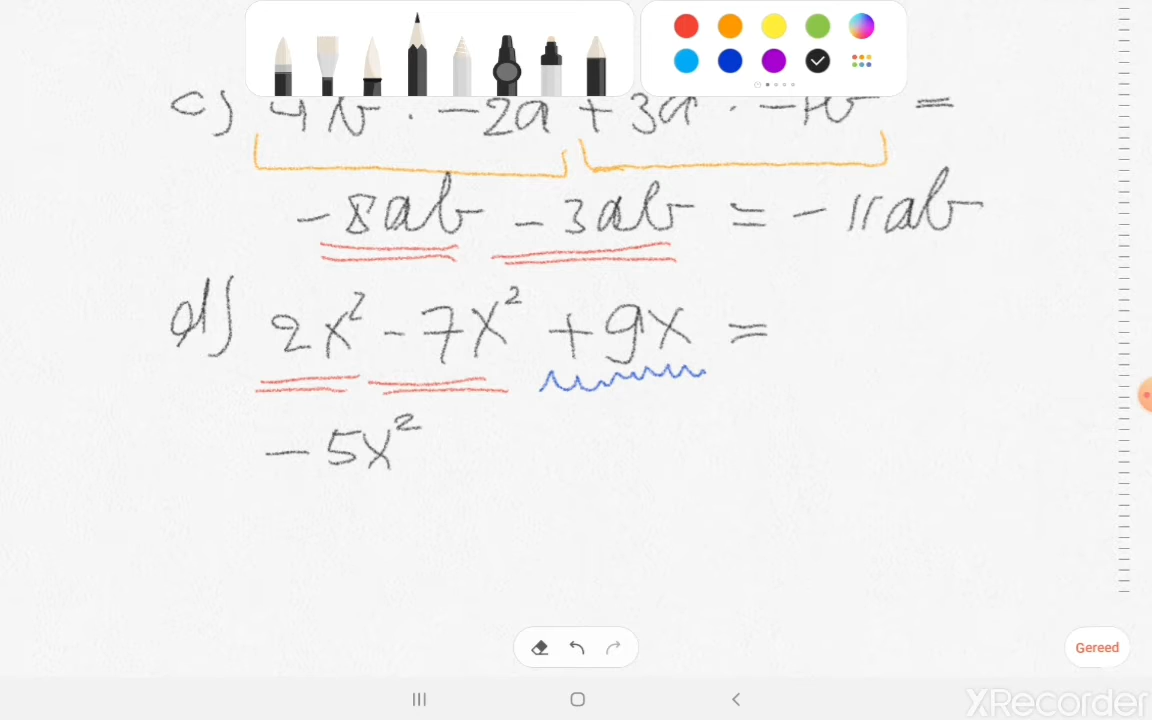 c) 4b · -2a + 3a · -1b =
-8ab - 3ab = -11ab
d) 2x² - 7x² + 9x =
-5x²
Gereed
XRecorder